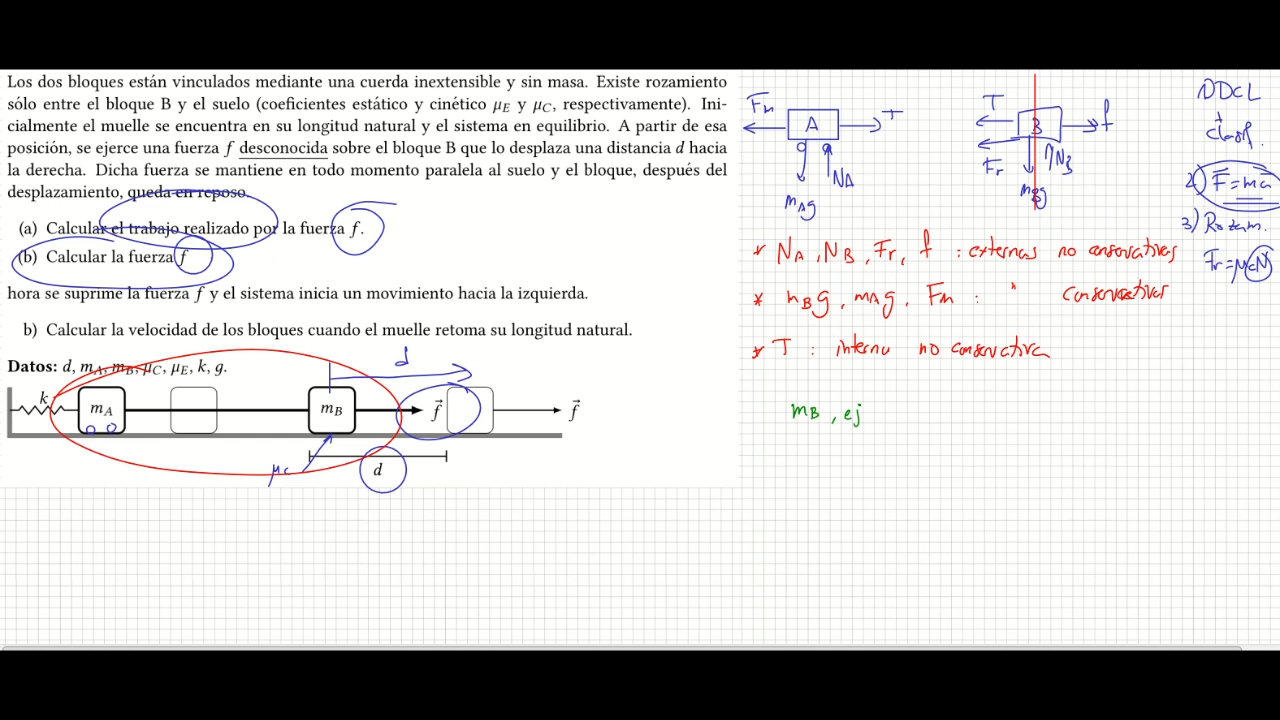 Los dos bloques están vinculados mediante una cuerda inextensible y sin masa. Existe rozamiento
sólo entre el bloque B y el suelo (coeficientes estático y cinético μE y μC, respectivamente). Ini-
cialmente el muelle se encuentra en su longitud natural y el sistema en equilibrio. A partir de esa
posición, se ejerce una fuerza f desconocida sobre el bloque B que lo desplaza una distancia d hacía
la derecha. Dicha fuerza se mantiene en todo momento paralela al suelo y el bloque, después del
desplazamiento, queda en reposo.
(a) Calcular el trabajo realizado por la fuerza f.
(b) Calcular la fuerza f
hora se suprime la fuerza f y el sistema inicia un movimiento hacia la izquierda.
b) Calcular la velocidad de los bloques cuando el muelle retoma su longitud natural.
Datos: d, mA, mB, μC, μE, k, g.
d
k
mA
mB
f⃗
f⃗
μc
d
Fm
A
T
NA
mAg
T
B
f
Fr
NB
mBg
DDCL
+
clasif.
2) F⃗ = ma⃗
3) Rozam.
Fr = μcN
* NA, NB, Fr, f : externas no conservativas
* mBg, mAg, Fm : " conservativas
* T : interna no conservativa
mB, ej